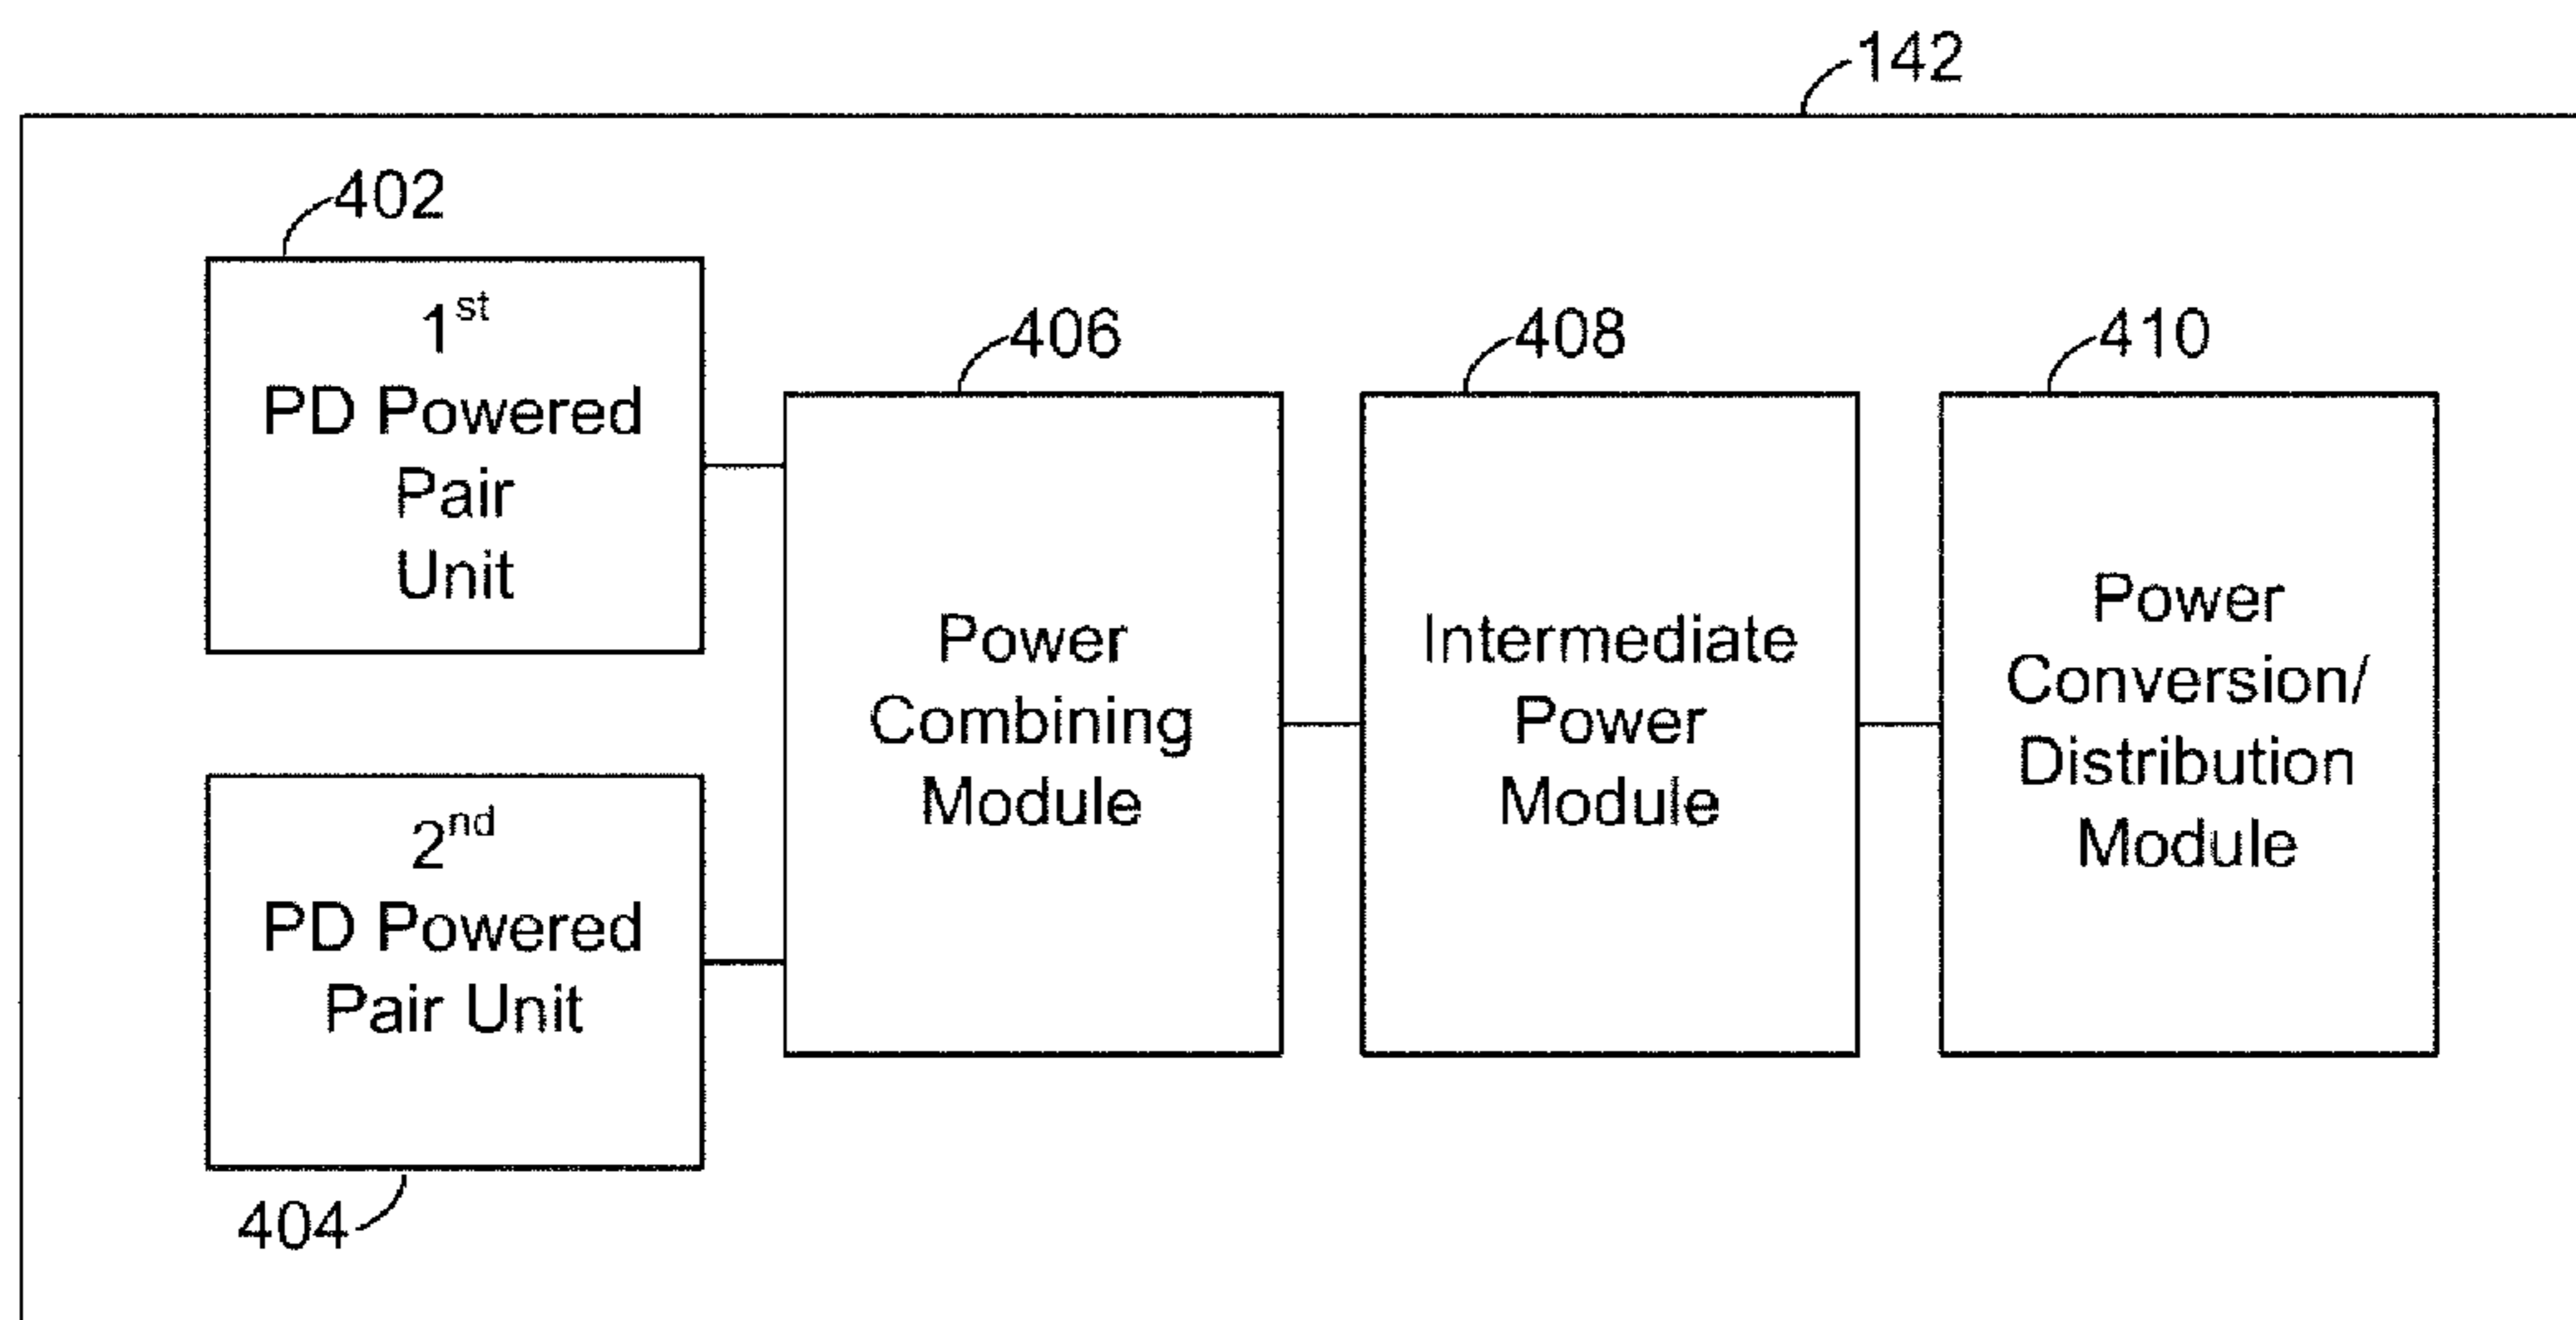 142
402
1st
PD Powered
Pair
Unit
406
408
410
Power
Combining
Module
Intermediate
Power
Module
Power
Conversion/
Distribution
Module
2nd
PD Powered
Pair Unit
404